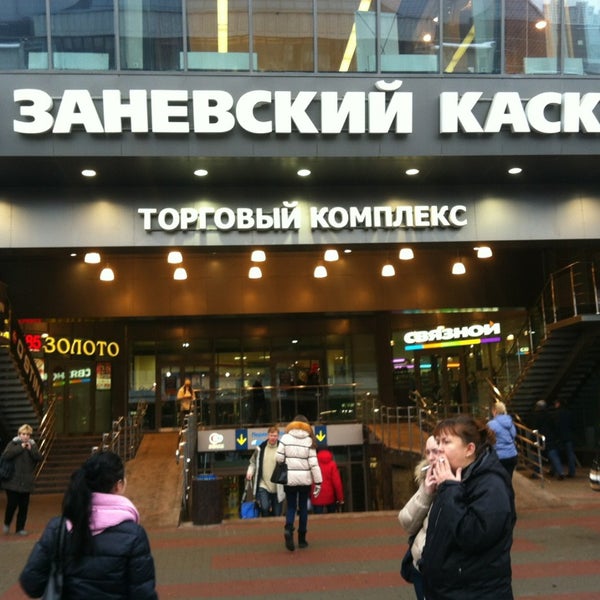 ЗАНЕВСКИЙ КАСК
ТОРГОВЫЙ КОМПЛЕКС
СВЯЗНОЙ
ЗОЛОТО